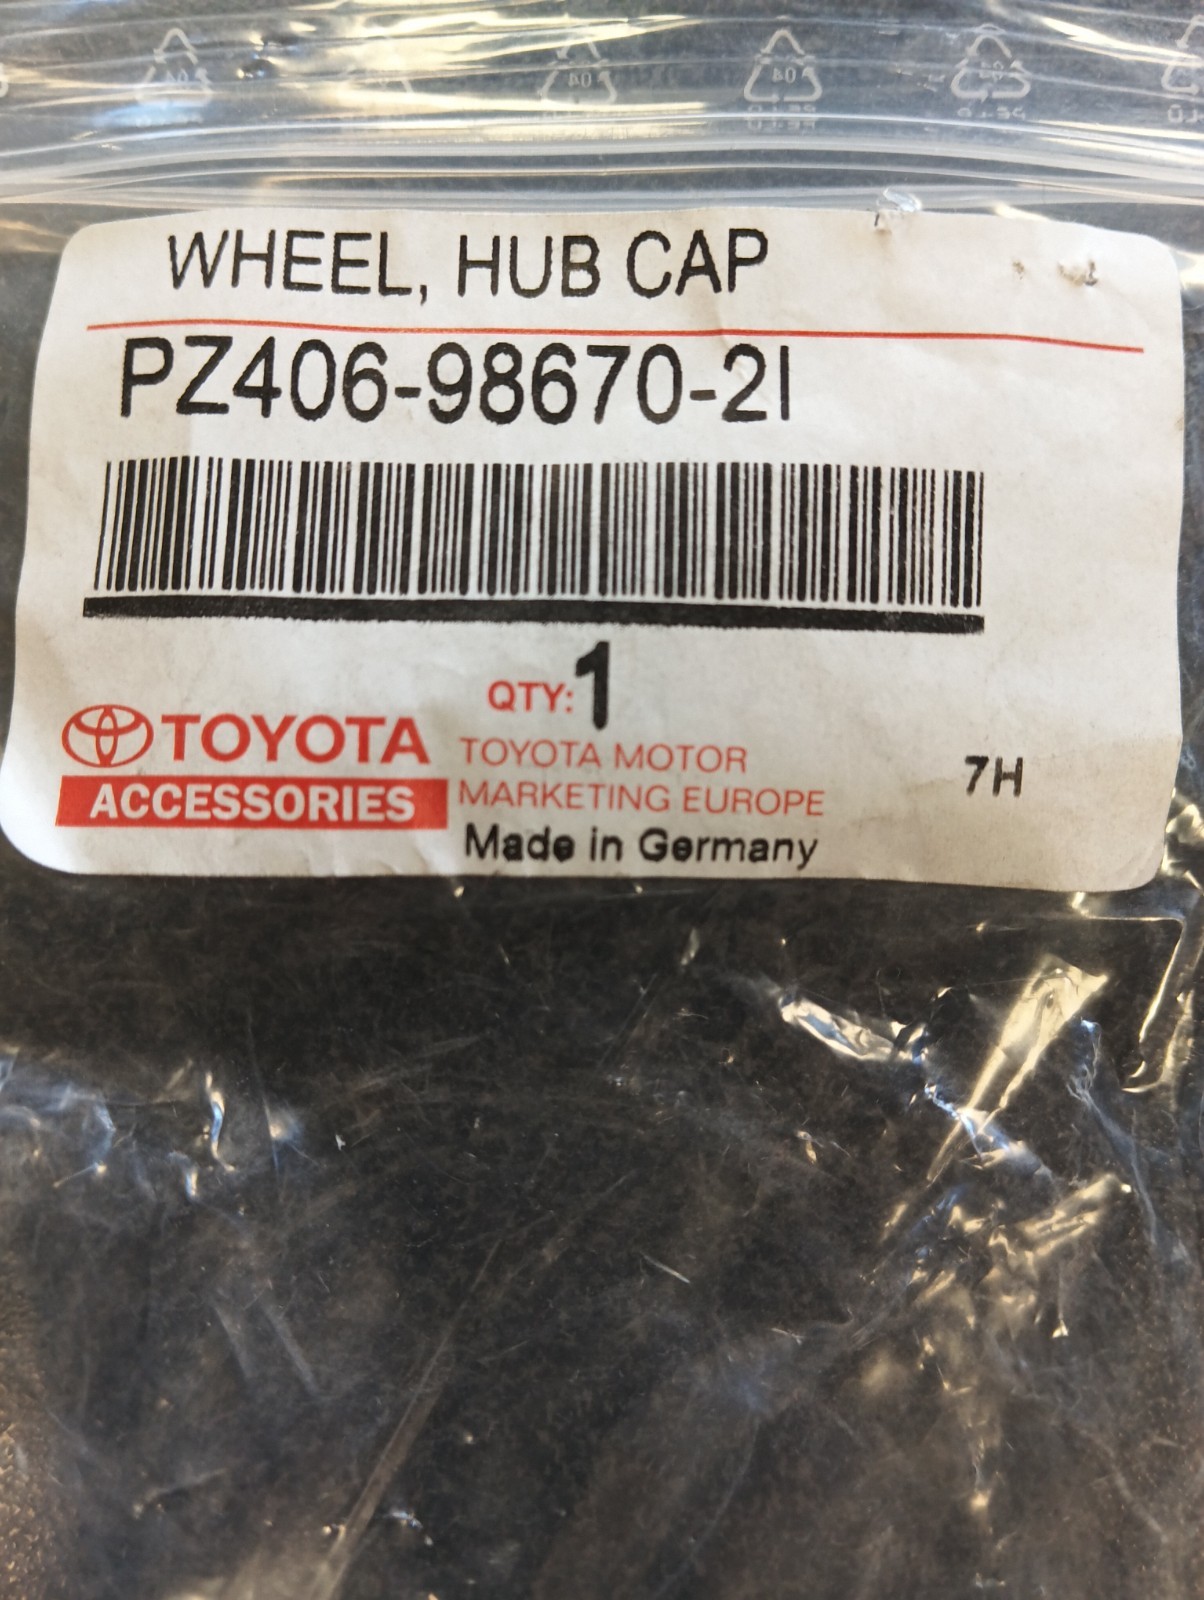 WHEEL, HUB CAP
PZ406-98670-2I
QTY: 1
TOYOTA
ACCESSORIES
TOYOTA MOTOR
MARKETING EUROPE
Made in Germany
7H